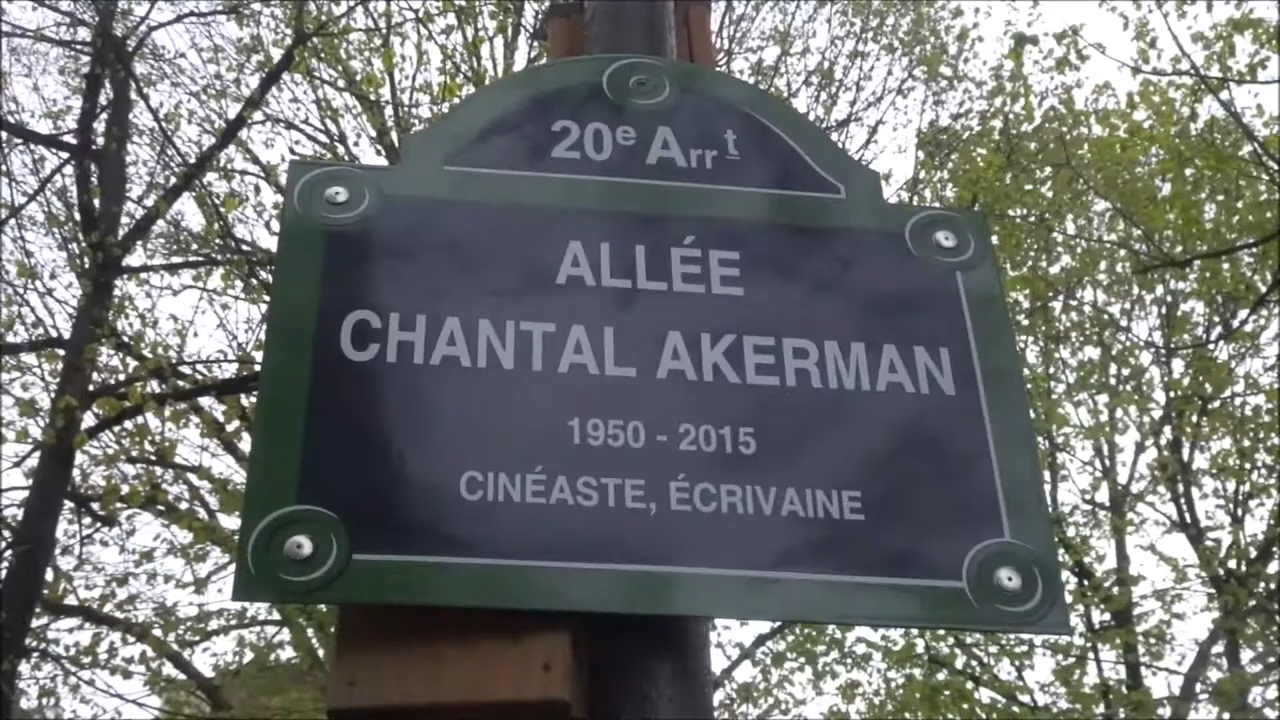 20e Arrt
ALLÉE
CHANTAL AKERMAN
1950 - 2015
CINÉASTE, ÉCRIVAINE